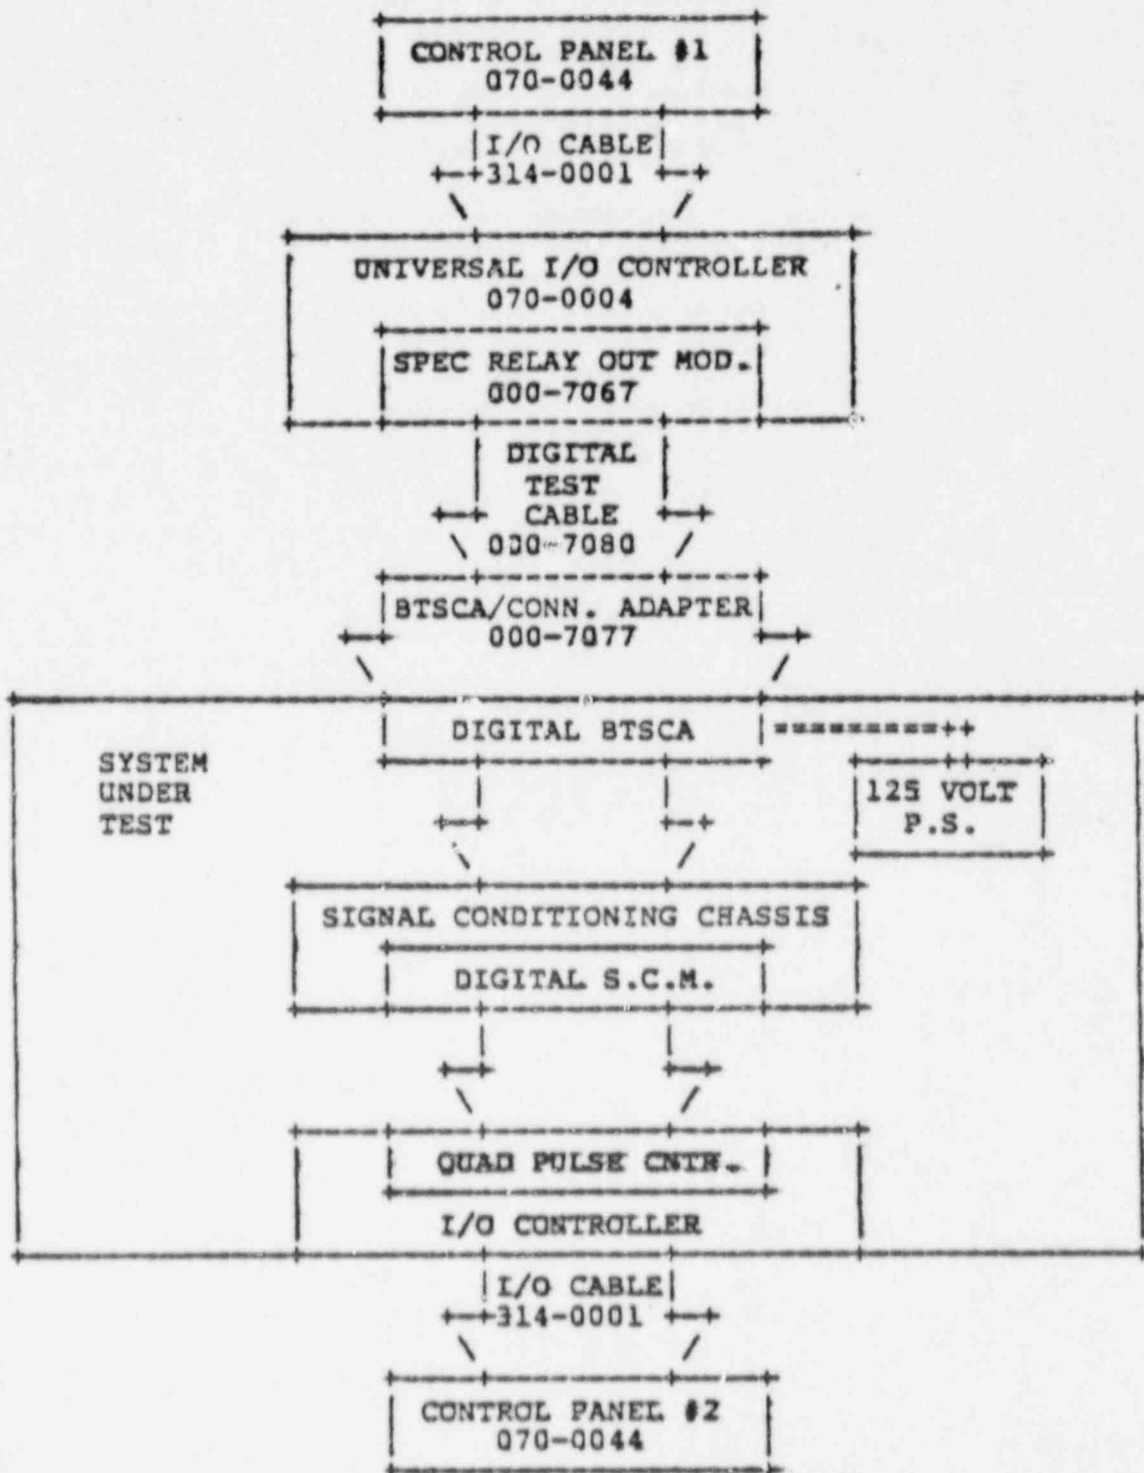 CONTROL PANEL #1
070-0044
I/O CABLE
314-0001
UNIVERSAL I/O CONTROLLER
070-0004
SPEC RELAY OUT MOD.
000-7067
DIGITAL
TEST
CABLE
000-7080
BTSCA/CONN. ADAPTER
000-7077
DIGITAL BTSCA
SYSTEM
UNDER
TEST
125 VOLT
P.S.
SIGNAL CONDITIONING CHASSIS
DIGITAL S.C.M.
QUAD PULSE CNTR.
I/O CONTROLLER
I/O CABLE
314-0001
CONTROL PANEL #2
070-0044